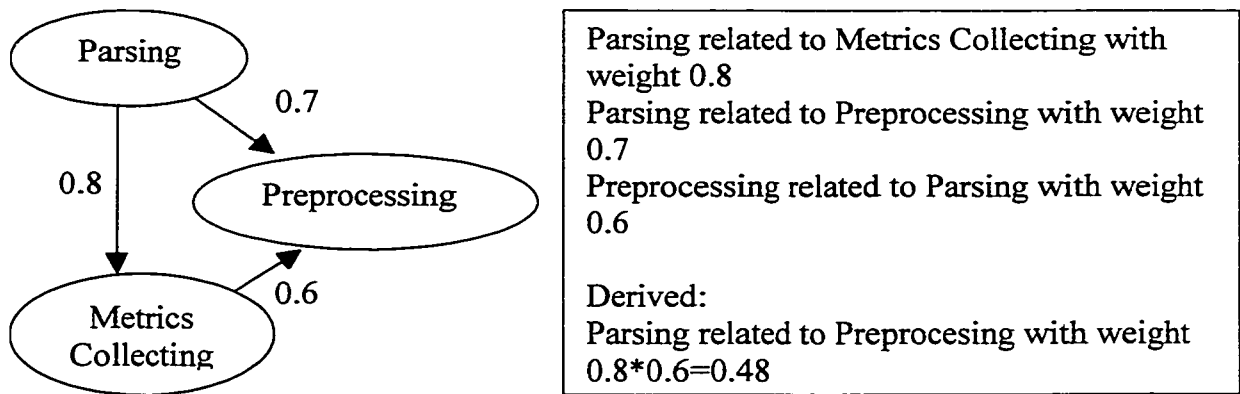 Parsing
0.7
0.8
Preprocessing
0.6
Metrics
Collecting
Parsing related to Metrics Collecting with
weight 0.8
Parsing related to Preprocessing with weight
0.7
Preprocessing related to Parsing with weight
0.6
Derived:
Parsing related to Preprocesing with weight
0.8*0.6=0.48